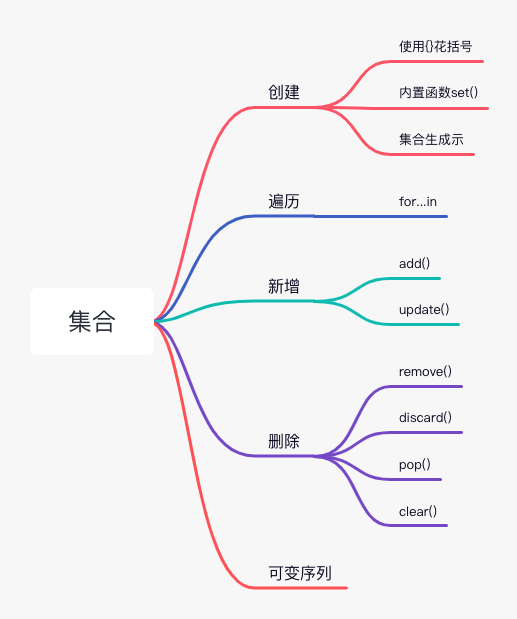 集合
创建
使用{}花括号
内置函数set()
集合生成示
遍历
for...in
新增
add()
update()
删除
remove()
discard()
pop()
clear()
可变序列